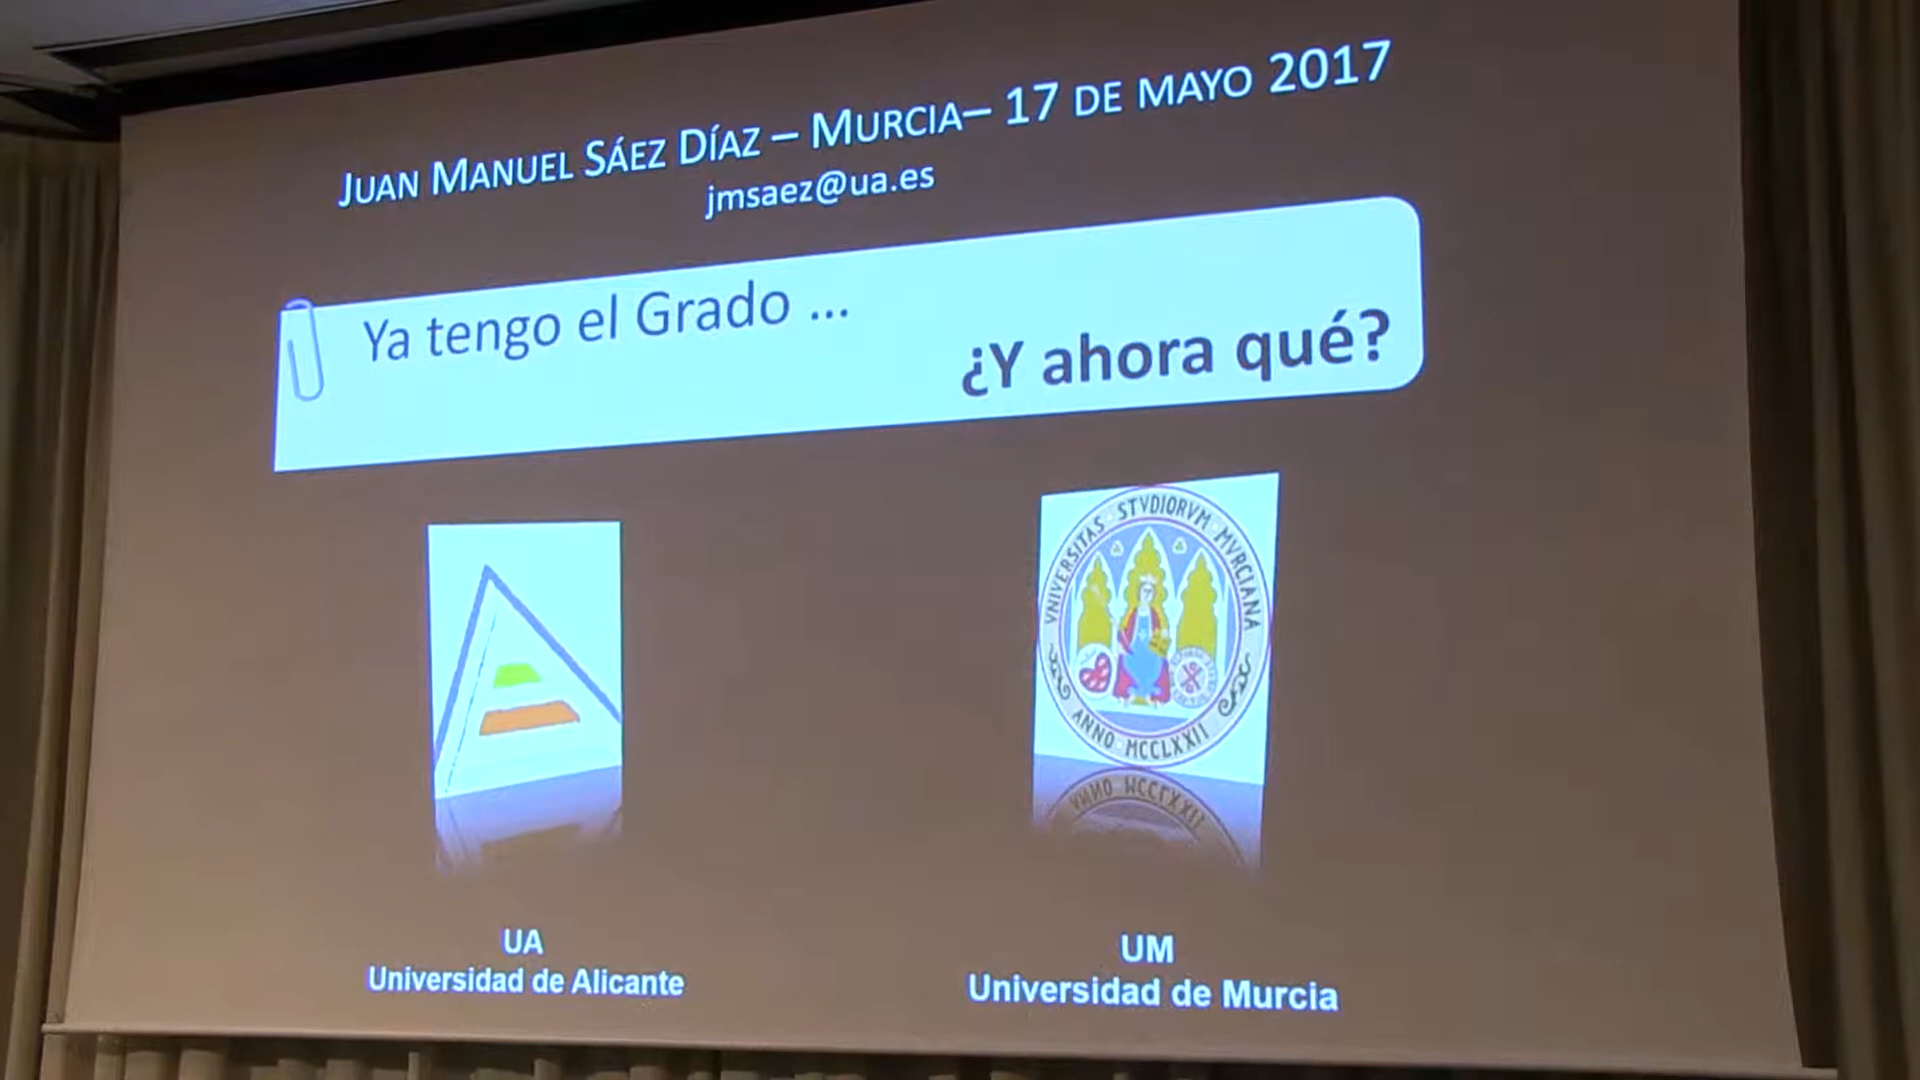 JUAN MANUEL SÁEZ DÍAZ – MURCIA– 17 DE MAYO 2017
jmsaez@ua.es
Ya tengo el Grado ...
¿Y ahora qué?
VNIVERSITAS STVDIORVM MVRCIANA
ANNO MCCLXXII
UA
Universidad de Alicante
UM
Universidad de Murcia